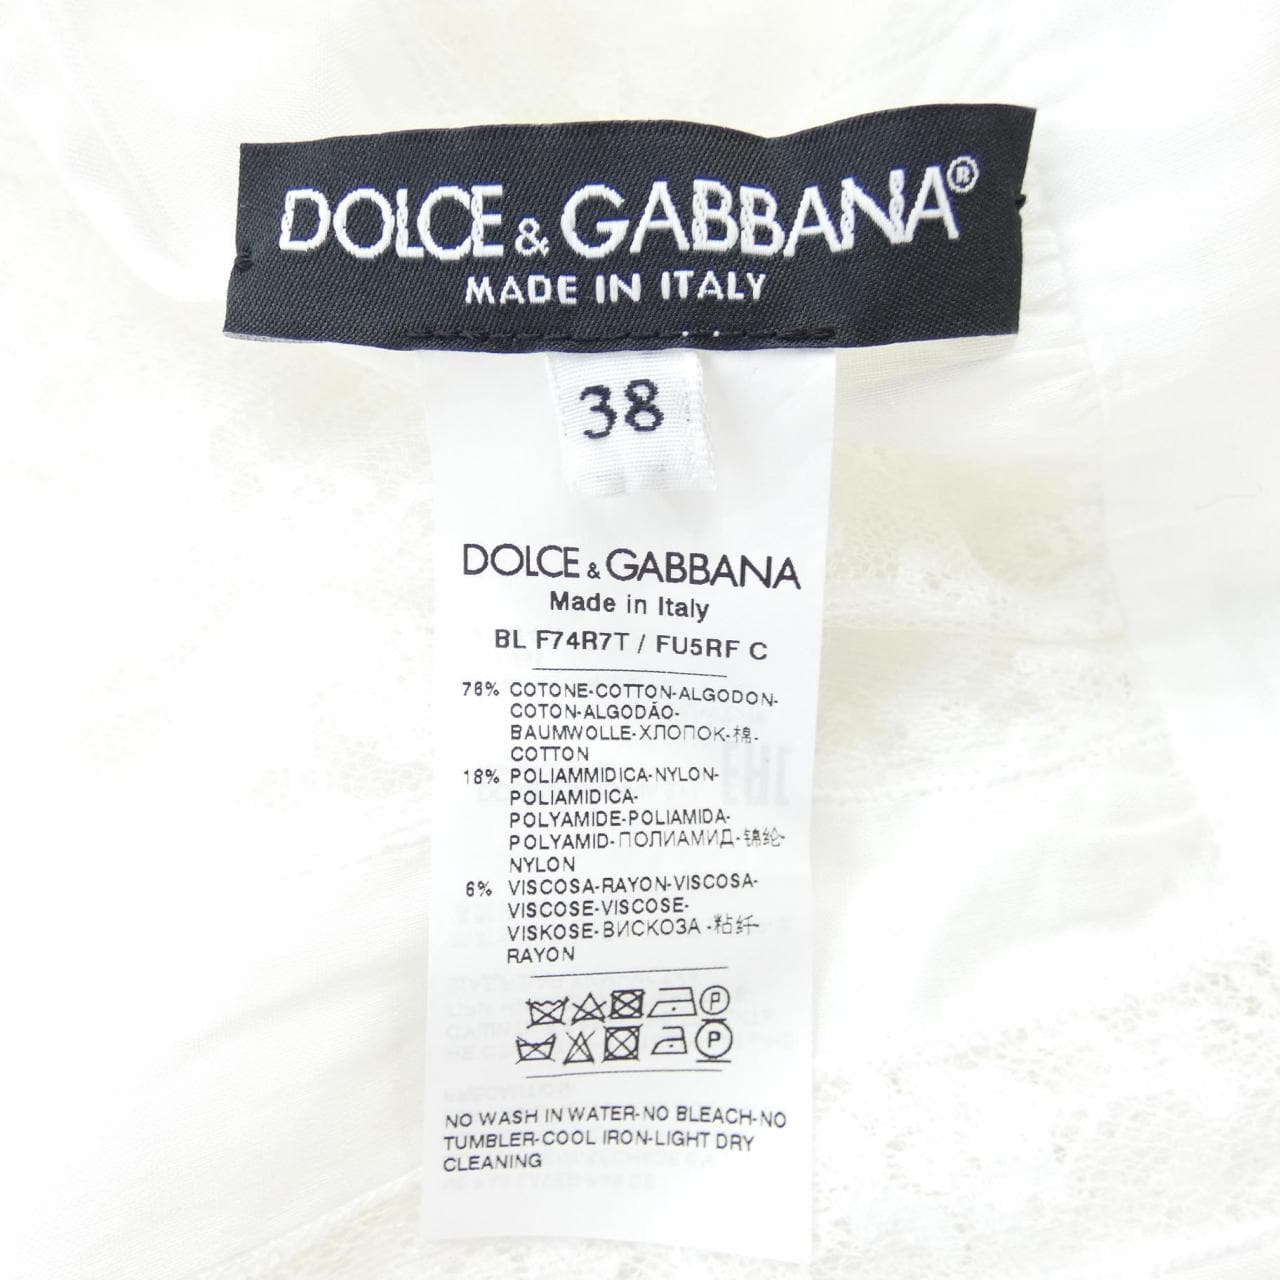 DOLCE & GABBANA®
MADE IN ITALY
38
DOLCE & GABBANA
Made in Italy
BL F74R7T / FU5RF C
76% COTONE-COTTON-ALGODON-
COTON-ALGODÃO-
BAUMWOLLE-ХЛОПОК-棉-
COTTON
18% POLIAMMIDICA-NYLON-
POLIAMIDICA-
POLYAMIDE-POLIAMIDA-
POLYAMID-ПОЛИАМИД-锦纶-
NYLON
6% VISCOSA-RAYON-VISCOSA-
VISCOSE-VISCOSE-
VISKOSE-ВИСКОЗА-粘纤-
RAYON
P
P
NO WASH IN WATER-NO BLEACH-NO
TUMBLER-COOL IRON-LIGHT DRY
CLEANING